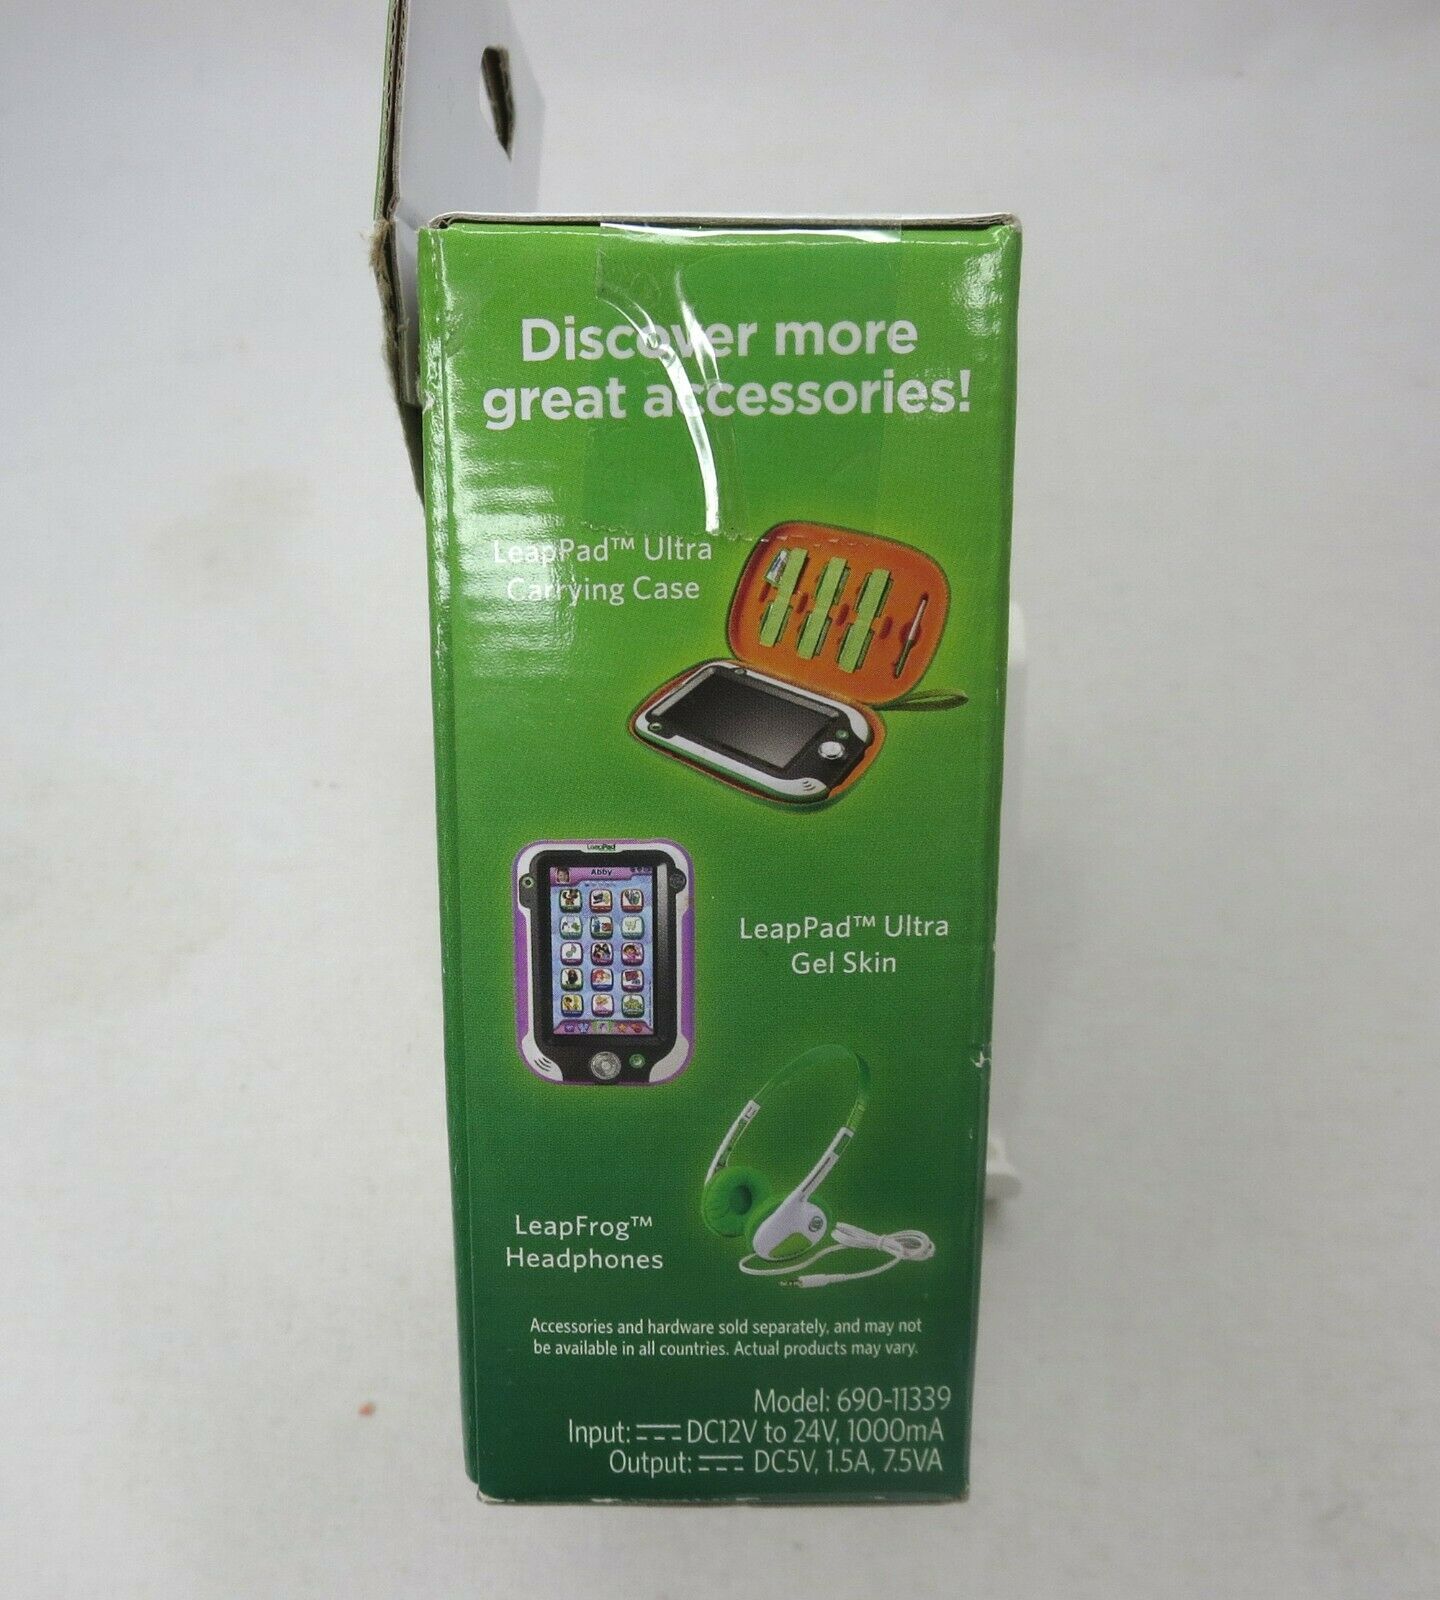 Discover more
great accessories!
LeapPad™ Ultra
Carrying Case
LeapPad
Abby
LeapPad™ Ultra
Gel Skin
LeapFrog™
Headphones
Accessories and hardware sold separately, and may not
be available in all countries. Actual products may vary.
Model: 690-11339
Input: ⎓ DC12V to 24V, 1000mA
Output: ⎓ DC5V, 1.5A, 7.5VA